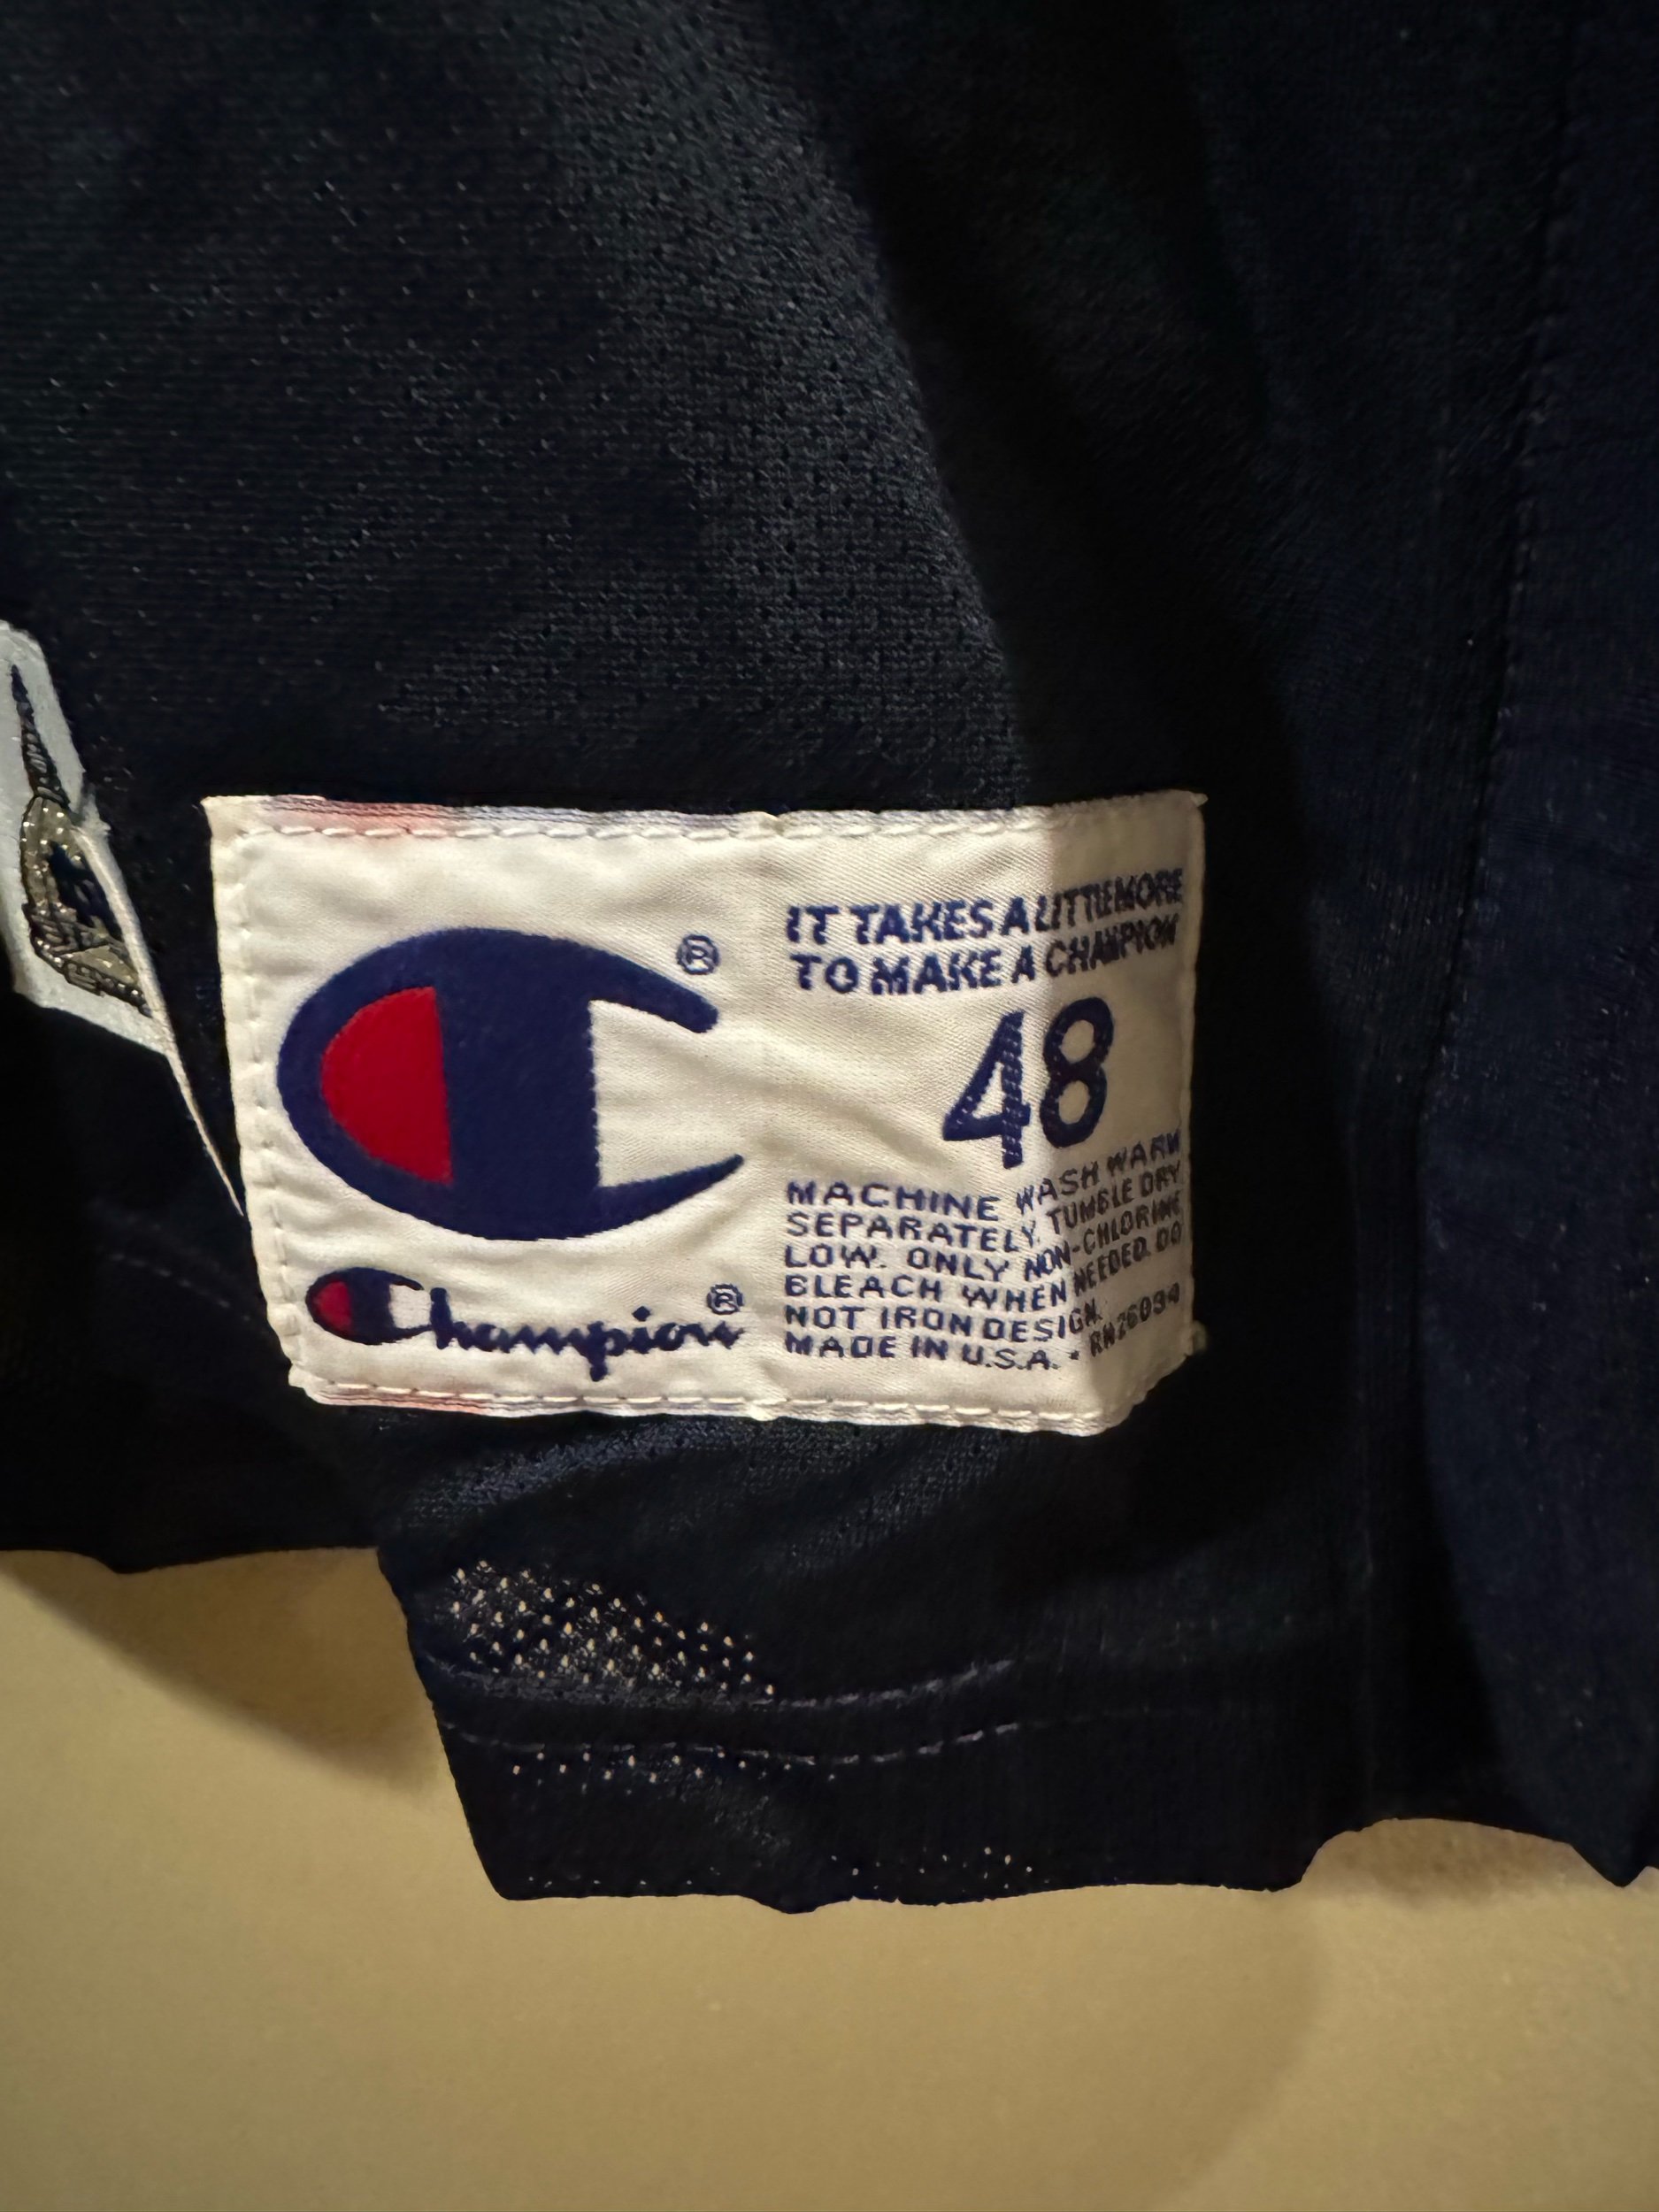 ®
IT TAKES A LITTLE MORE
TO MAKE A CHAMPION
48
Champion®
MACHINE WASH WARM
SEPARATELY. TUMBLE DRY
LOW. ONLY NON-CHLORINE
BLEACH WHEN NEEDED. DO
NOT IRON DESIGN.
MADE IN U.S.A. • RN26094